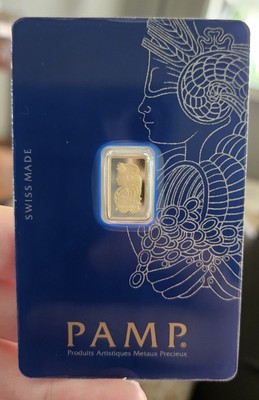 SWISS MADE
PAMP®
Produits Artistiques Métaux Précieux